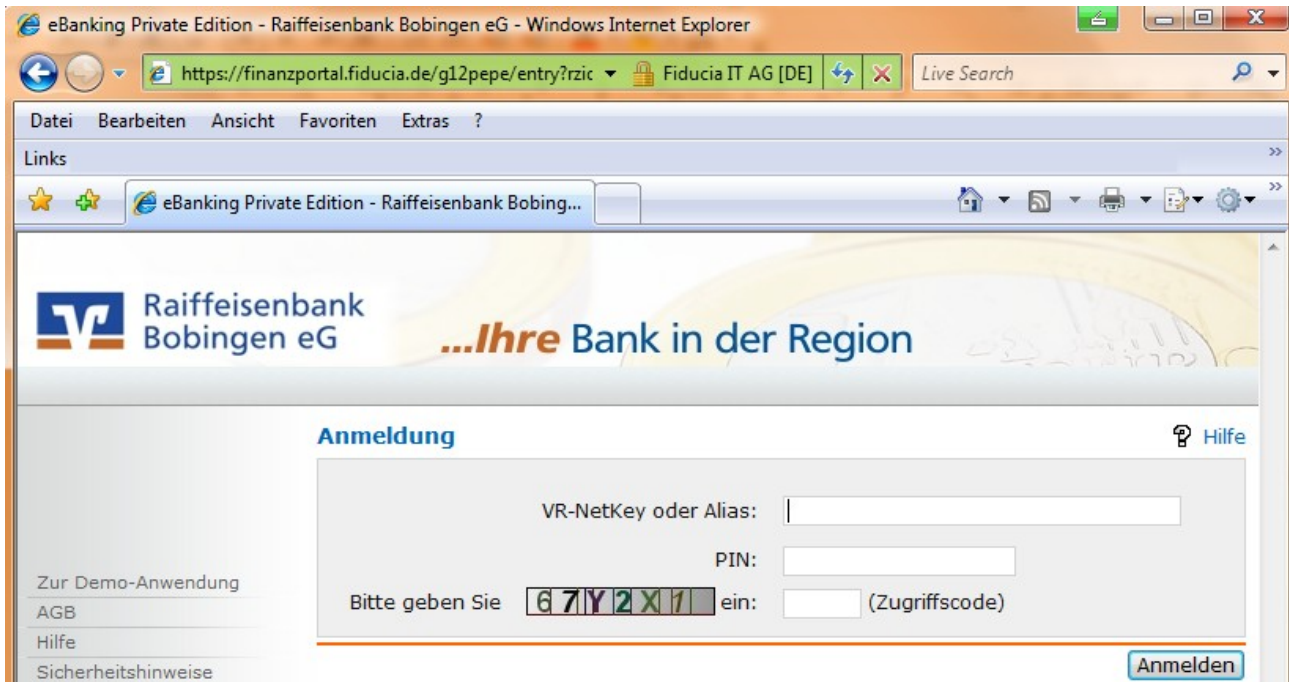 eBanking Private Edition - Raiffeisenbank Bobingen eG - Windows Internet Explorer
https://finanzportal.fiducia.de/g12pepe/entry?rzic Fiducia IT AG [DE] Live Search
Datei Bearbeiten Ansicht Favoriten Extras ?
Links
eBanking Private Edition - Raiffeisenbank Bobing...
Raiffeisenbank
Bobingen eG
...Ihre Bank in der Region
Anmeldung
Hilfe
VR-NetKey oder Alias:
PIN:
Bitte geben Sie 67Y2X1 ein: (Zugriffscode)
Anmelden
Zur Demo-Anwendung
AGB
Hilfe
Sicherheitshinweise